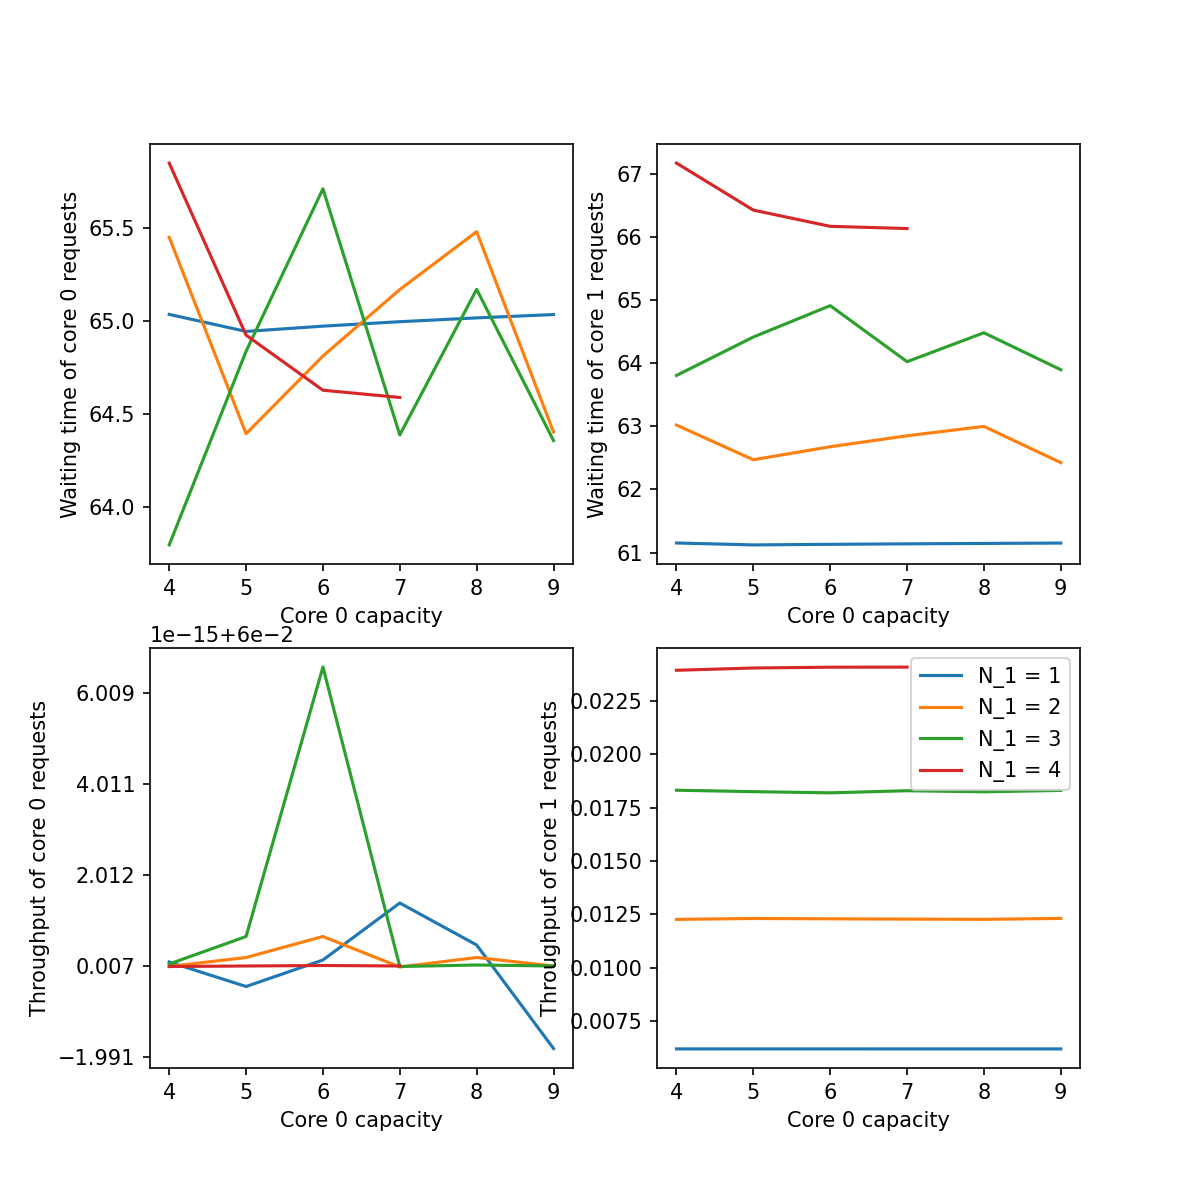 Waiting time of core 0 requests
65.5
65.0
64.5
64.0
4 5 6 7 8 9
Core 0 capacity
Waiting time of core 1 requests
67
66
65
64
63
62
61
4 5 6 7 8 9
Core 0 capacity
1e−15+6e−2
Throughput of core 0 requests
6.009
4.011
2.012
0.007
−1.991
4 5 6 7 8 9
Core 0 capacity
Throughput of core 1 requests
0.0225
0.0200
0.0175
0.0150
0.0125
0.0100
0.0075
4 5 6 7 8 9
Core 0 capacity
N_1 = 1
N_1 = 2
N_1 = 3
N_1 = 4